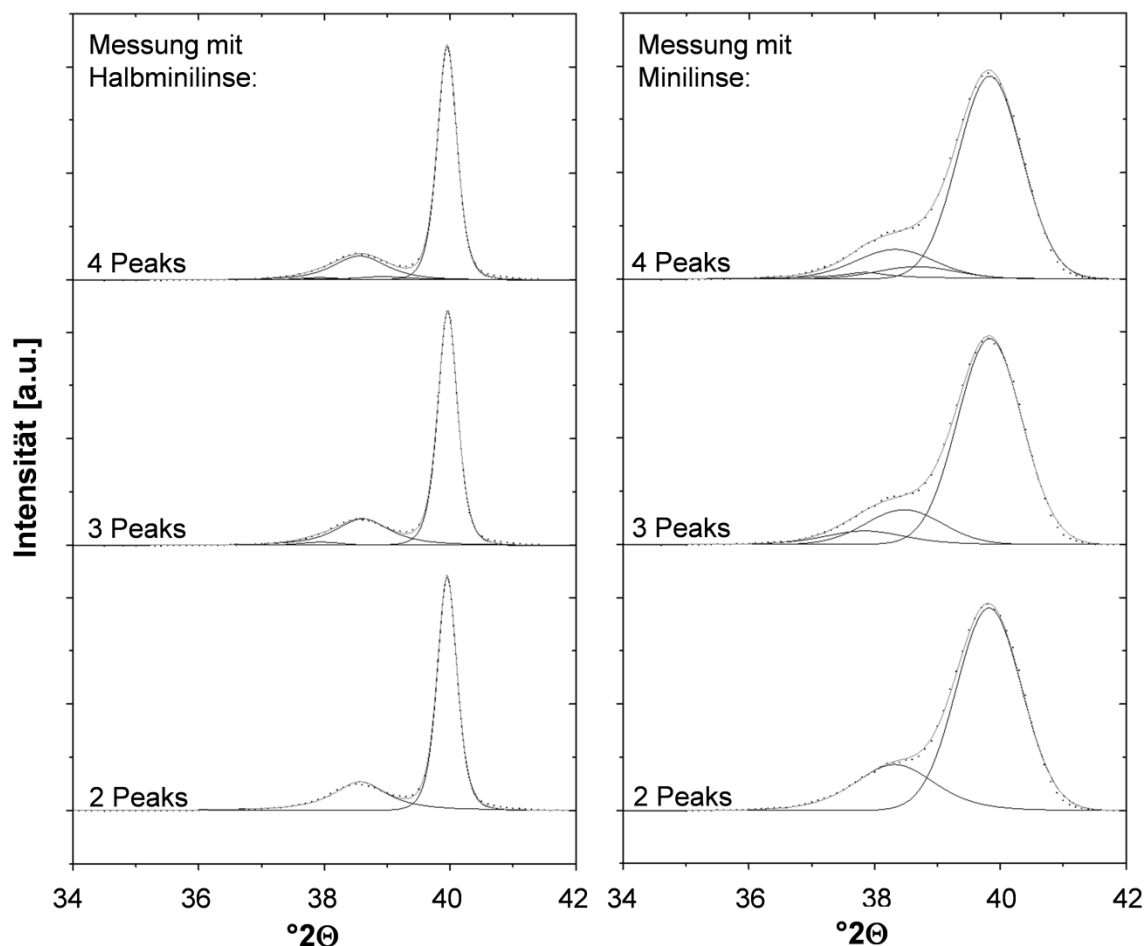 Messung mit
Halbminilinse:
4 Peaks
3 Peaks
2 Peaks
34 36 38 40 42
°2Θ
Messung mit
Minilinse:
4 Peaks
3 Peaks
2 Peaks
34 36 38 40 42
°2Θ
Intensität [a.u.]